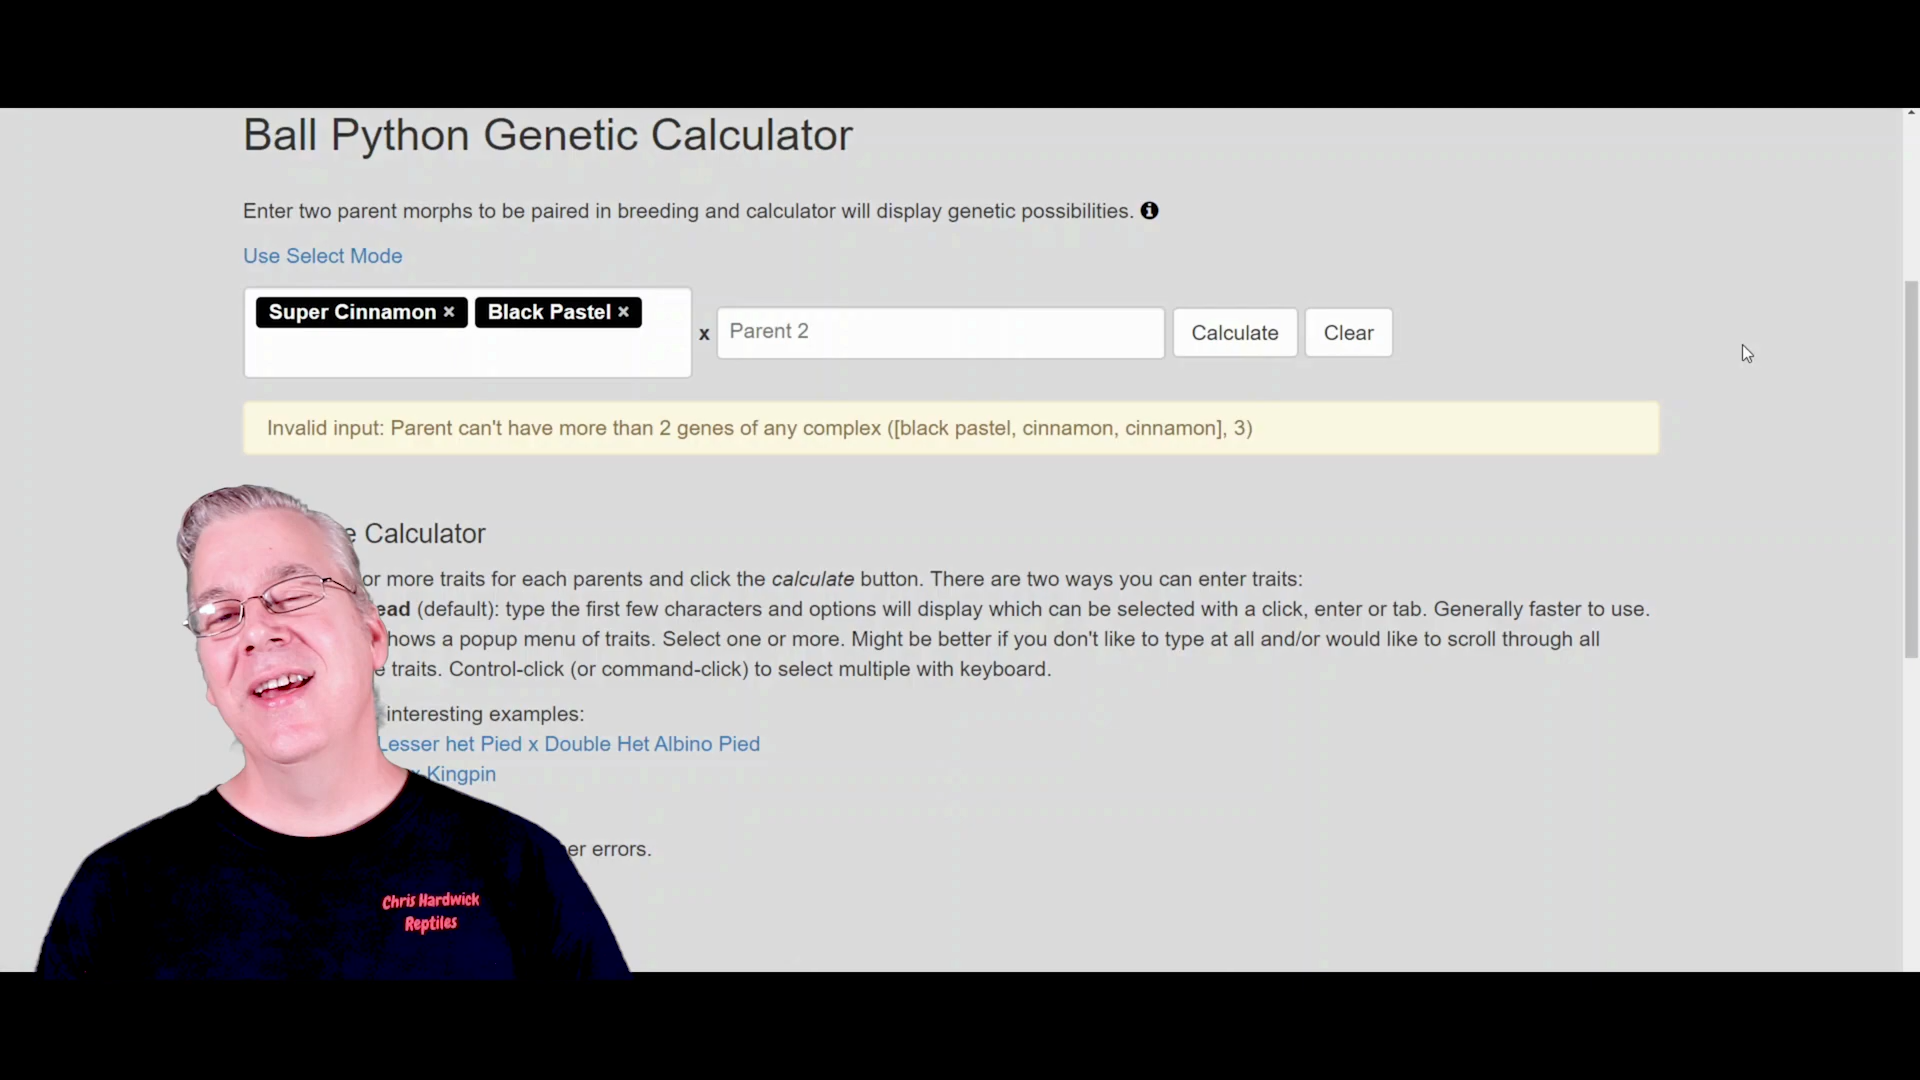 Ball Python Genetic Calculator
Enter two parent morphs to be paired in breeding and calculator will display genetic possibilities.
Use Select Mode
Super Cinnamon × Black Pastel ×
x
Parent 2
Calculate
Clear
Invalid input: Parent can't have more than 2 genes of any complex ([black pastel, cinnamon, cinnamon], 3)
e Calculator
or more traits for each parents and click the calculate button. There are two ways you can enter traits:
ead (default): type the first few characters and options will display which can be selected with a click, enter or tab. Generally faster to use.
hows a popup menu of traits. Select one or more. Might be better if you don't like to type at all and/or would like to scroll through all
e traits. Control-click (or command-click) to select multiple with keyboard.
interesting examples:
Lesser het Pied x Double Het Albino Pied
x Kingpin
er errors.
Chris Hardwick
Reptiles